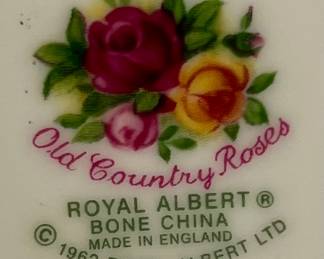 Old Country Roses
ROYAL ALBERT ®
BONE CHINA
MADE IN ENGLAND
© 1962 ALBERT LTD